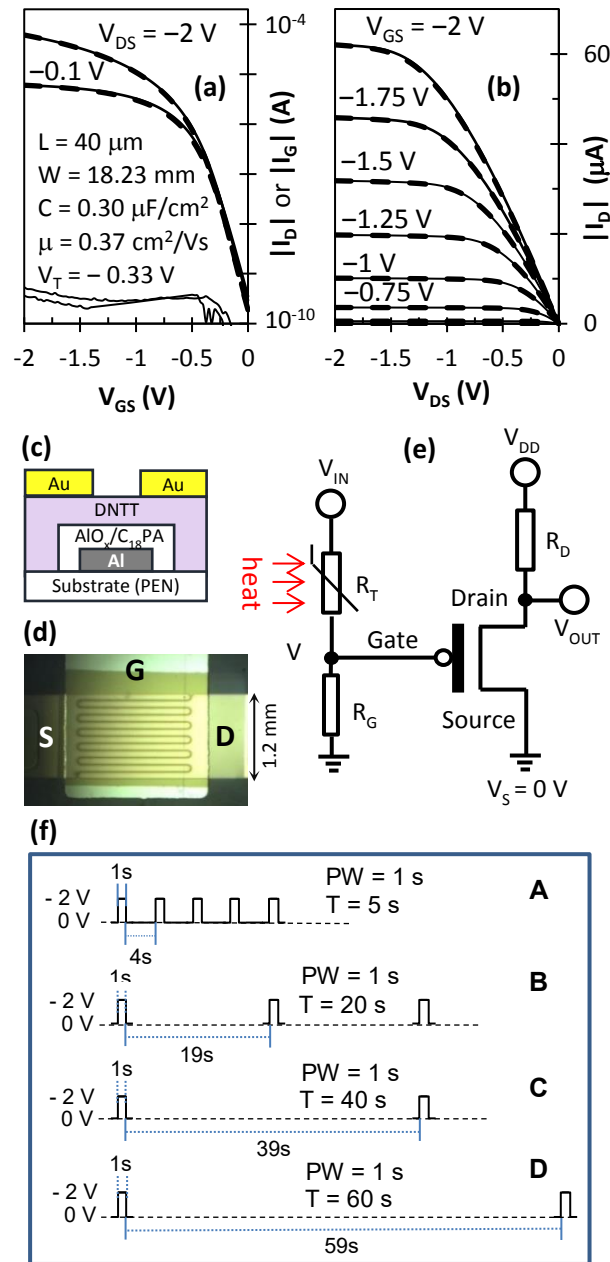 V_DS = −2 V
−0.1 V
(a)
L = 40 μm
W = 18.23 mm
C = 0.30 μF/cm²
μ = 0.37 cm²/Vs
V_T = − 0.33 V
10⁻⁴
10⁻¹⁰
|I_D| or |I_G| (A)
-2 -1.5 -1 -0.5 0
V_GS (V)
V_GS = −2 V
(b)
−1.75 V
−1.5 V
−1.25 V
−1 V
−0.75 V
60
0
|I_D| (μA)
-2 -1.5 -1 -0.5 0
V_DS (V)
(c)
Au Au
DNTT
AlOₓ/C₁₈PA
Al
Substrate (PEN)
(d)
G
S
D
1.2 mm
(e)
V_IN
V_DD
heat
R_T
R_D
Drain
V_OUT
V
Gate
R_G
Source
V_S = 0 V
(f)
1s
PW = 1 s
T = 5 s
A
- 2 V
0 V
4s
1s
PW = 1 s
T = 20 s
B
- 2 V
0 V
19s
1s
PW = 1 s
T = 40 s
C
- 2 V
0 V
39s
1s
PW = 1 s
T = 60 s
D
- 2 V
0 V
59s